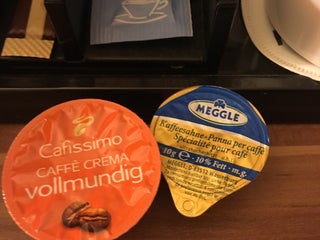 Cafissimo
CAFFÈ CREMA
vollmundig
MEGGLE
Kaffeesahne · Panna per caffè
Spécialité pour café
10g · 10% Fett · m.g.